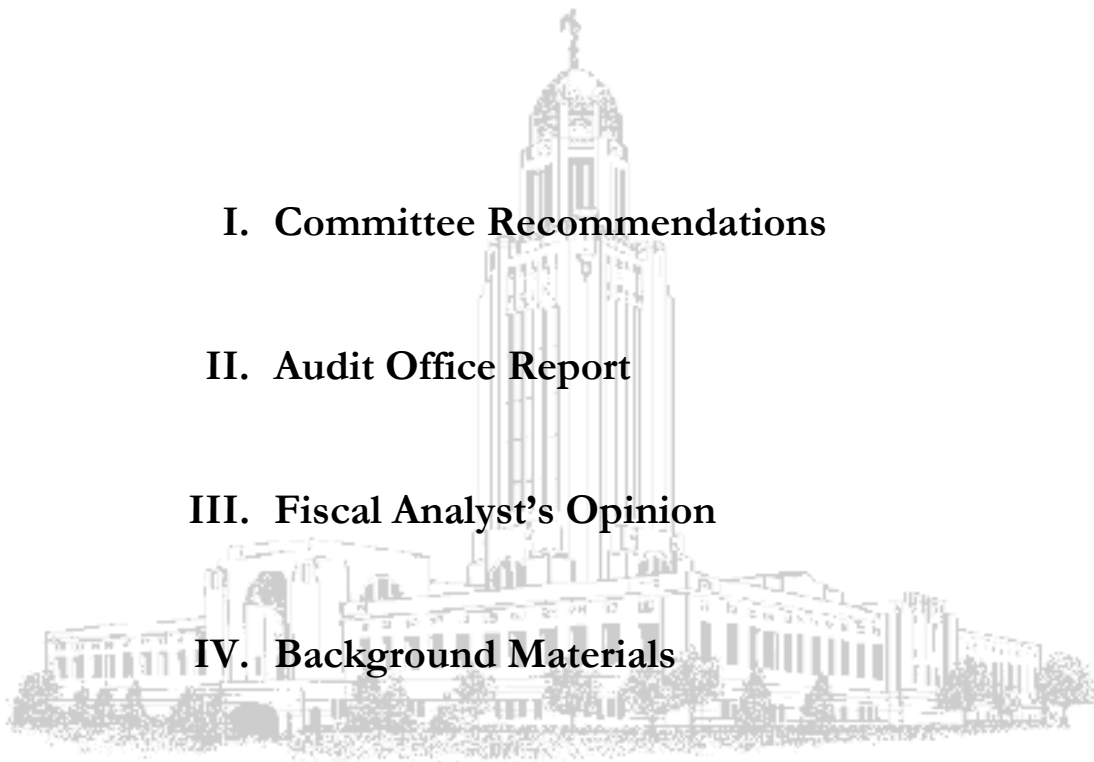 I. Committee Recommendations
II. Audit Office Report
III. Fiscal Analyst’s Opinion
IV. Background Materials